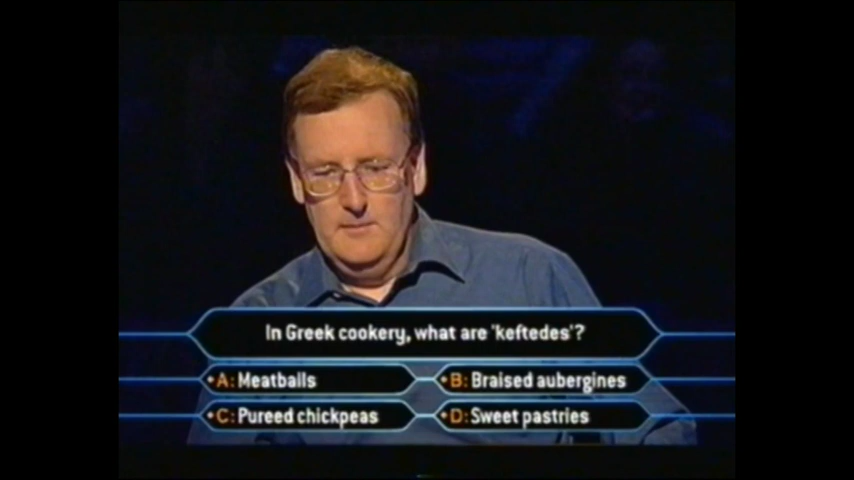 In Greek cookery, what are 'keftedes'?
A: Meatballs
B: Braised aubergines
C: Pureed chickpeas
D: Sweet pastries